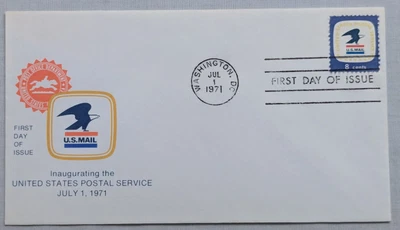 FIRST
DAY
OF
ISSUE
U.S.MAIL
Inaugurating the
UNITED STATES POSTAL SERVICE
JULY 1, 1971
WASHINGTON, DC
JUL
1
1971
FIRST DAY OF ISSUE
U.S.MAIL
8 cents